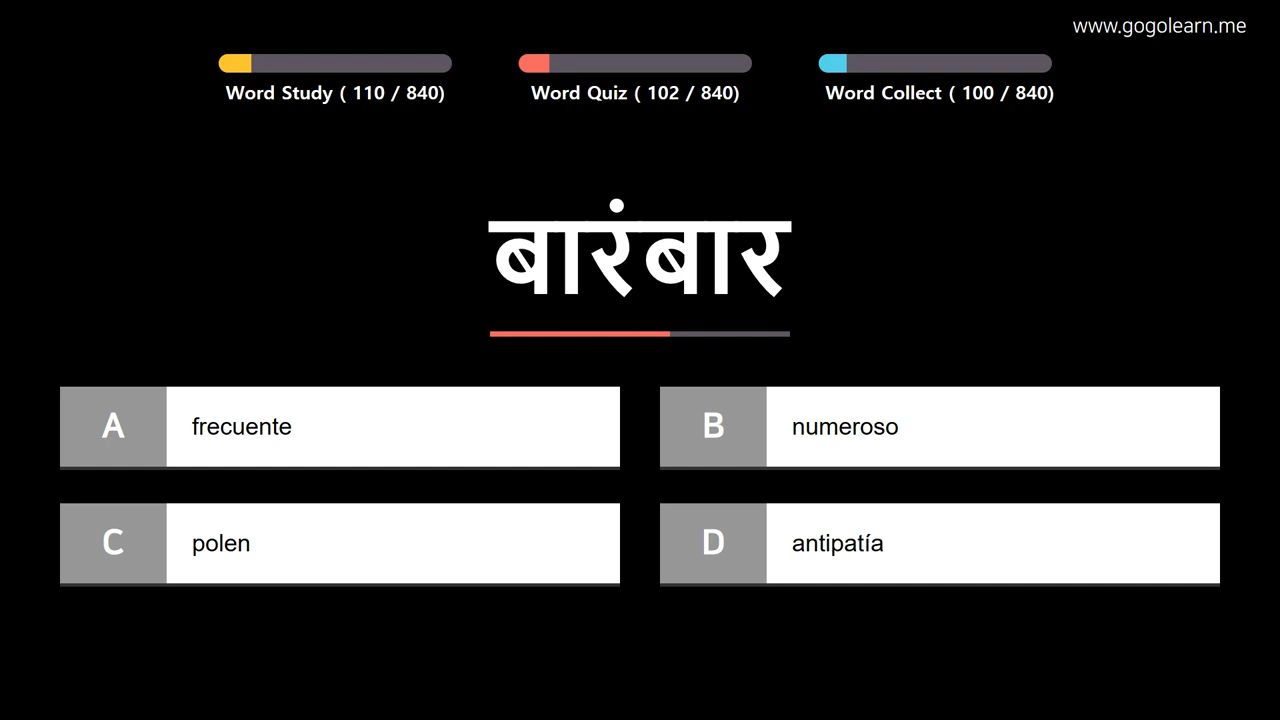 www.gogolearn.me
Word Study ( 110 / 840)
Word Quiz ( 102 / 840)
Word Collect ( 100 / 840)
बारंबार
A frecuente
B numeroso
C polen
D antipatía